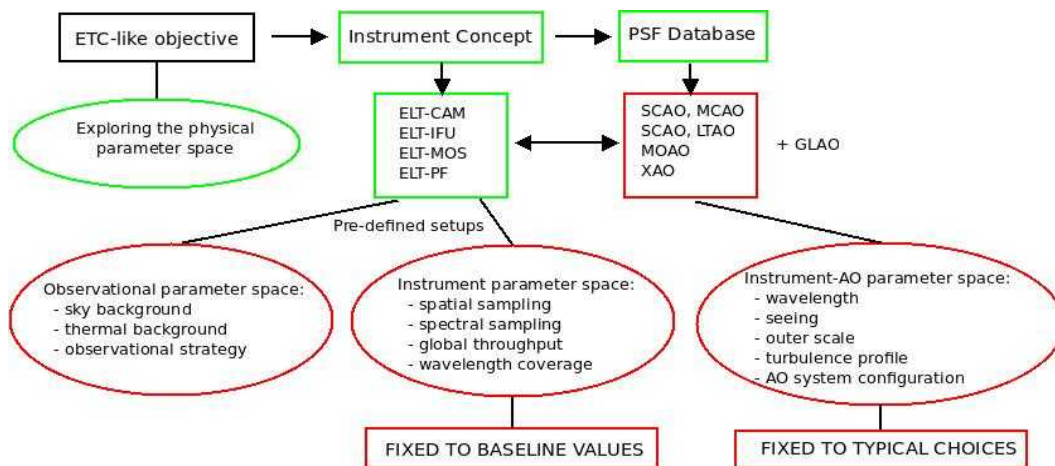 ETC-like objective
Instrument Concept
PSF Database
Exploring the physical
parameter space
ELT-CAM
ELT-IFU
ELT-MOS
ELT-PF
SCAO, MCAO
SCAO, LTAO
MOAO
XAO
+ GLAO
Pre-defined setups
Observational parameter space:
- sky background
- thermal background
- observational strategy
Instrument parameter space:
- spatial sampling
- spectral sampling
- global throughput
- wavelength coverage
Instrument-AO parameter space:
- wavelength
- seeing
- outer scale
- turbulence profile
- AO system configuration
FIXED TO BASELINE VALUES
FIXED TO TYPICAL CHOICES